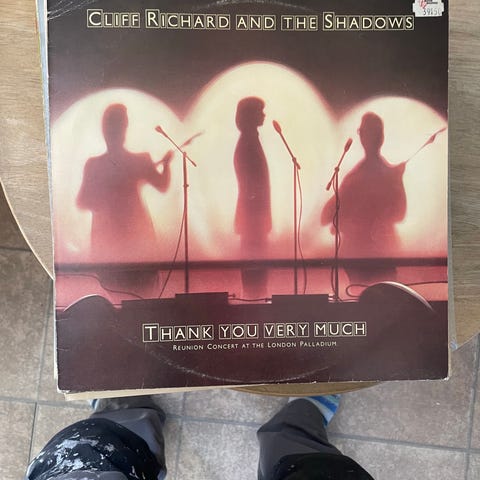 CLIFF RICHARD AND THE SHADOWS
THANK YOU VERY MUCH
REUNION CONCERT AT THE LONDON PALLADIUM